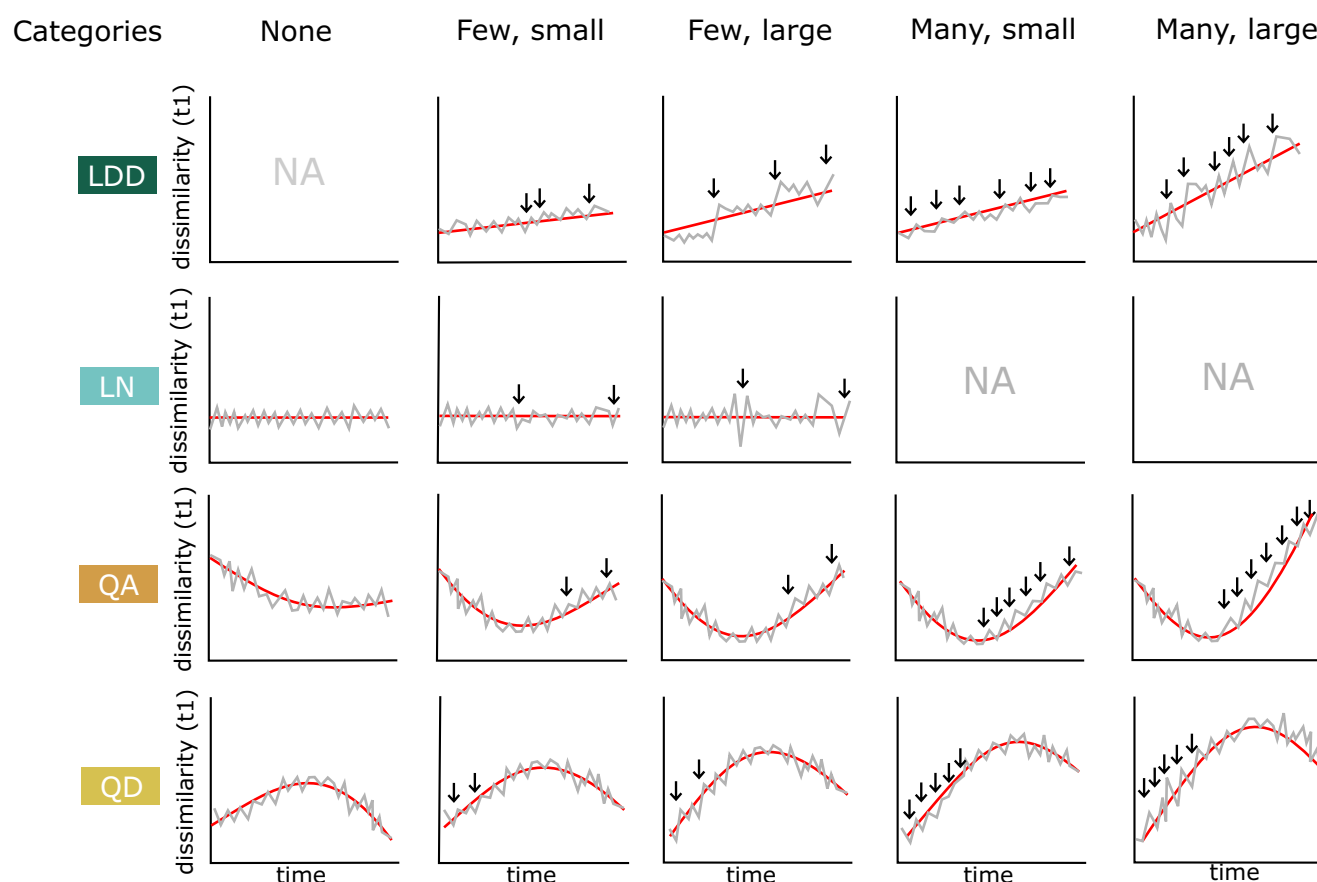 Categories None Few, small Few, large Many, small Many, large
LDD dissimilarity (t1) NA
LN dissimilarity (t1) NA NA
QA dissimilarity (t1)
QD dissimilarity (t1)
time time time time time